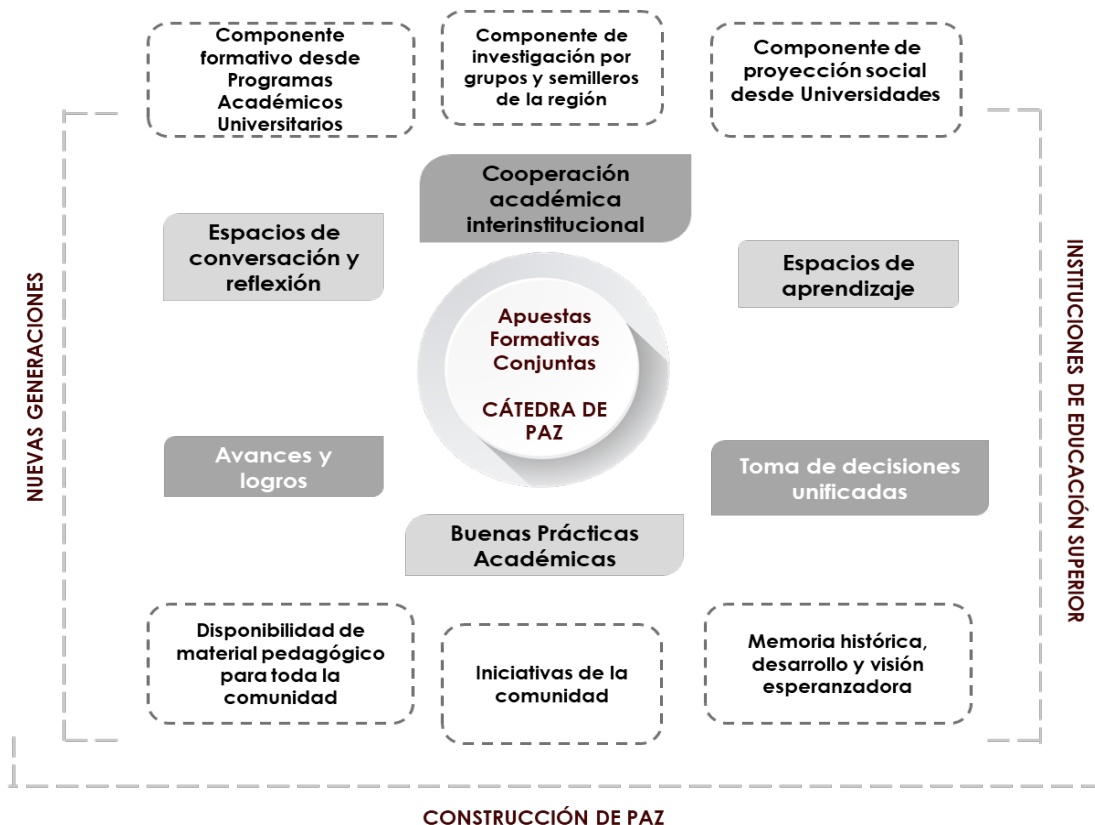 Componente
formativo desde
Programas
Académicos
Universitarios
Componente de
investigación por
grupos y semilleros
de la región
Componente de
proyección social
desde Universidades
Cooperación
académica
interinstitucional
Espacios de
conversación y
reflexión
Espacios de
aprendizaje
NUEVAS GENERACIONES
Apuestas
Formativas
Conjuntas
CÁTEDRA DE
PAZ
INSTITUCIONES DE EDUCACIÓN SUPERIOR
Avances y
logros
Toma de decisiones
unificadas
Buenas Prácticas
Académicas
Disponibilidad de
material pedagógico
para toda la
comunidad
Iniciativas de la
comunidad
Memoria histórica,
desarrollo y visión
esperanzadora
CONSTRUCCIÓN DE PAZ